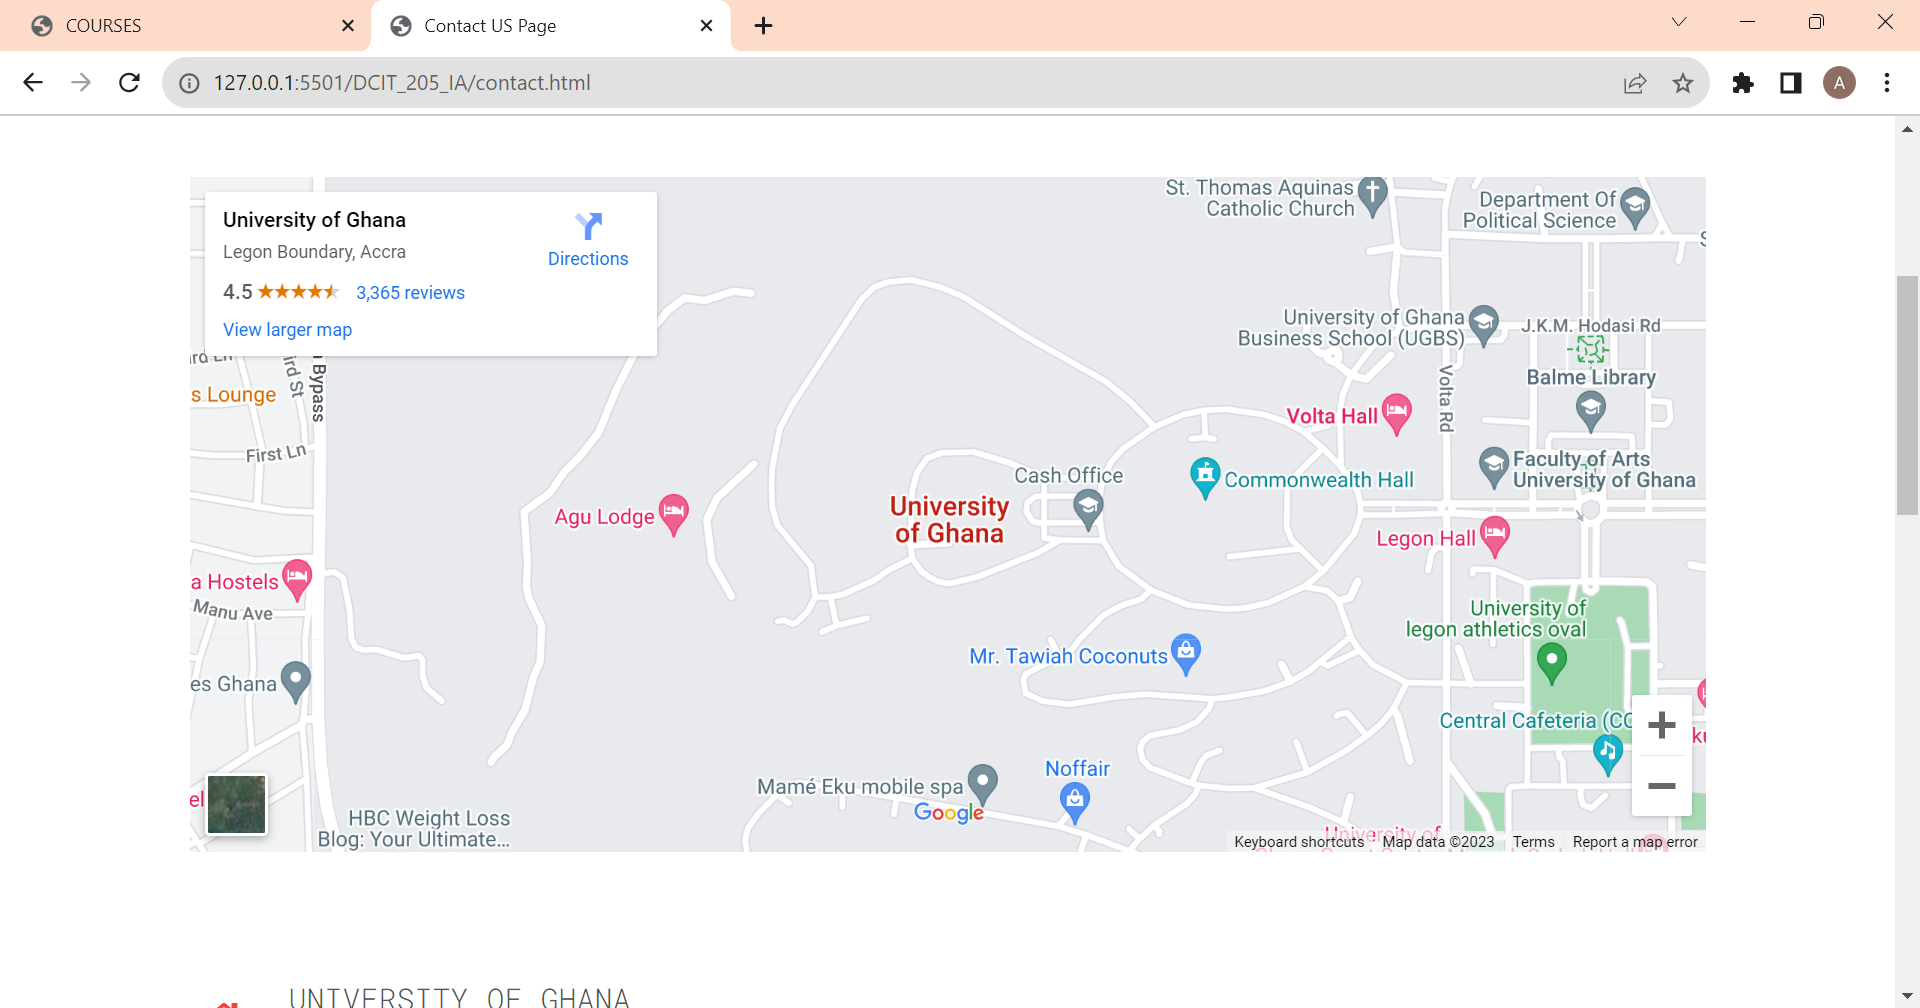 COURSES
Contact US Page
127.0.0.1:5501/DCIT_205_IA/contact.html
A
University of Ghana
Legon Boundary, Accra
4.5
3,365 reviews
View larger map
Directions
St. Thomas Aquinas
Catholic Church
Department Of
Political Science
University of Ghana
Business School (UGBS)
J.K.M. Hodasi Rd
Balme Library
Volta Rd
Volta Hall
Bypass
s Lounge
First Ln
Faculty of Arts
University of Ghana
Cash Office
Commonwealth Hall
University
of Ghana
Agu Lodge
Legon Hall
a Hostels
Manu Ave
University of
legon athletics oval
Mr. Tawiah Coconuts
es Ghana
Central Cafeteria (CC
Noffair
Mamé Eku mobile spa
Google
HBC Weight Loss
Blog: Your Ultimate...
University of
Keyboard shortcuts
Map data ©2023
Terms
Report a map error
UNIVERSITY OF GHANA